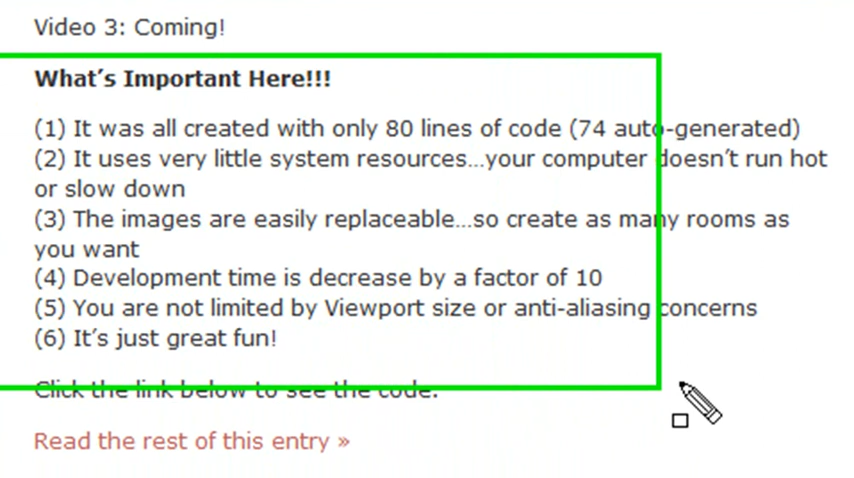 Video 3: Coming!
What's Important Here!!!
(1) It was all created with only 80 lines of code (74 auto-generated)
(2) It uses very little system resources...your computer doesn't run hot
or slow down
(3) The images are easily replaceable...so create as many rooms as
you want
(4) Development time is decrease by a factor of 10
(5) You are not limited by Viewport size or anti-aliasing concerns
(6) It's just great fun!
Click the link below to see the code.
Read the rest of this entry »